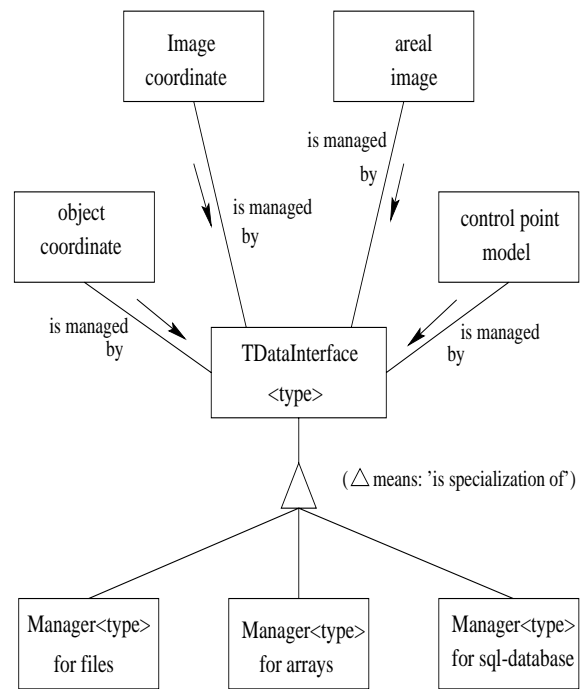 Image
coordinate
areal
image
is managed
by
is managed
by
object
coordinate
control point
model
is managed
by
is managed
by
TDataInterface
<type>
( △ means: 'is specialization of')
Manager<type>
for files
Manager<type>
for arrays
Manager<type>
for sql-database